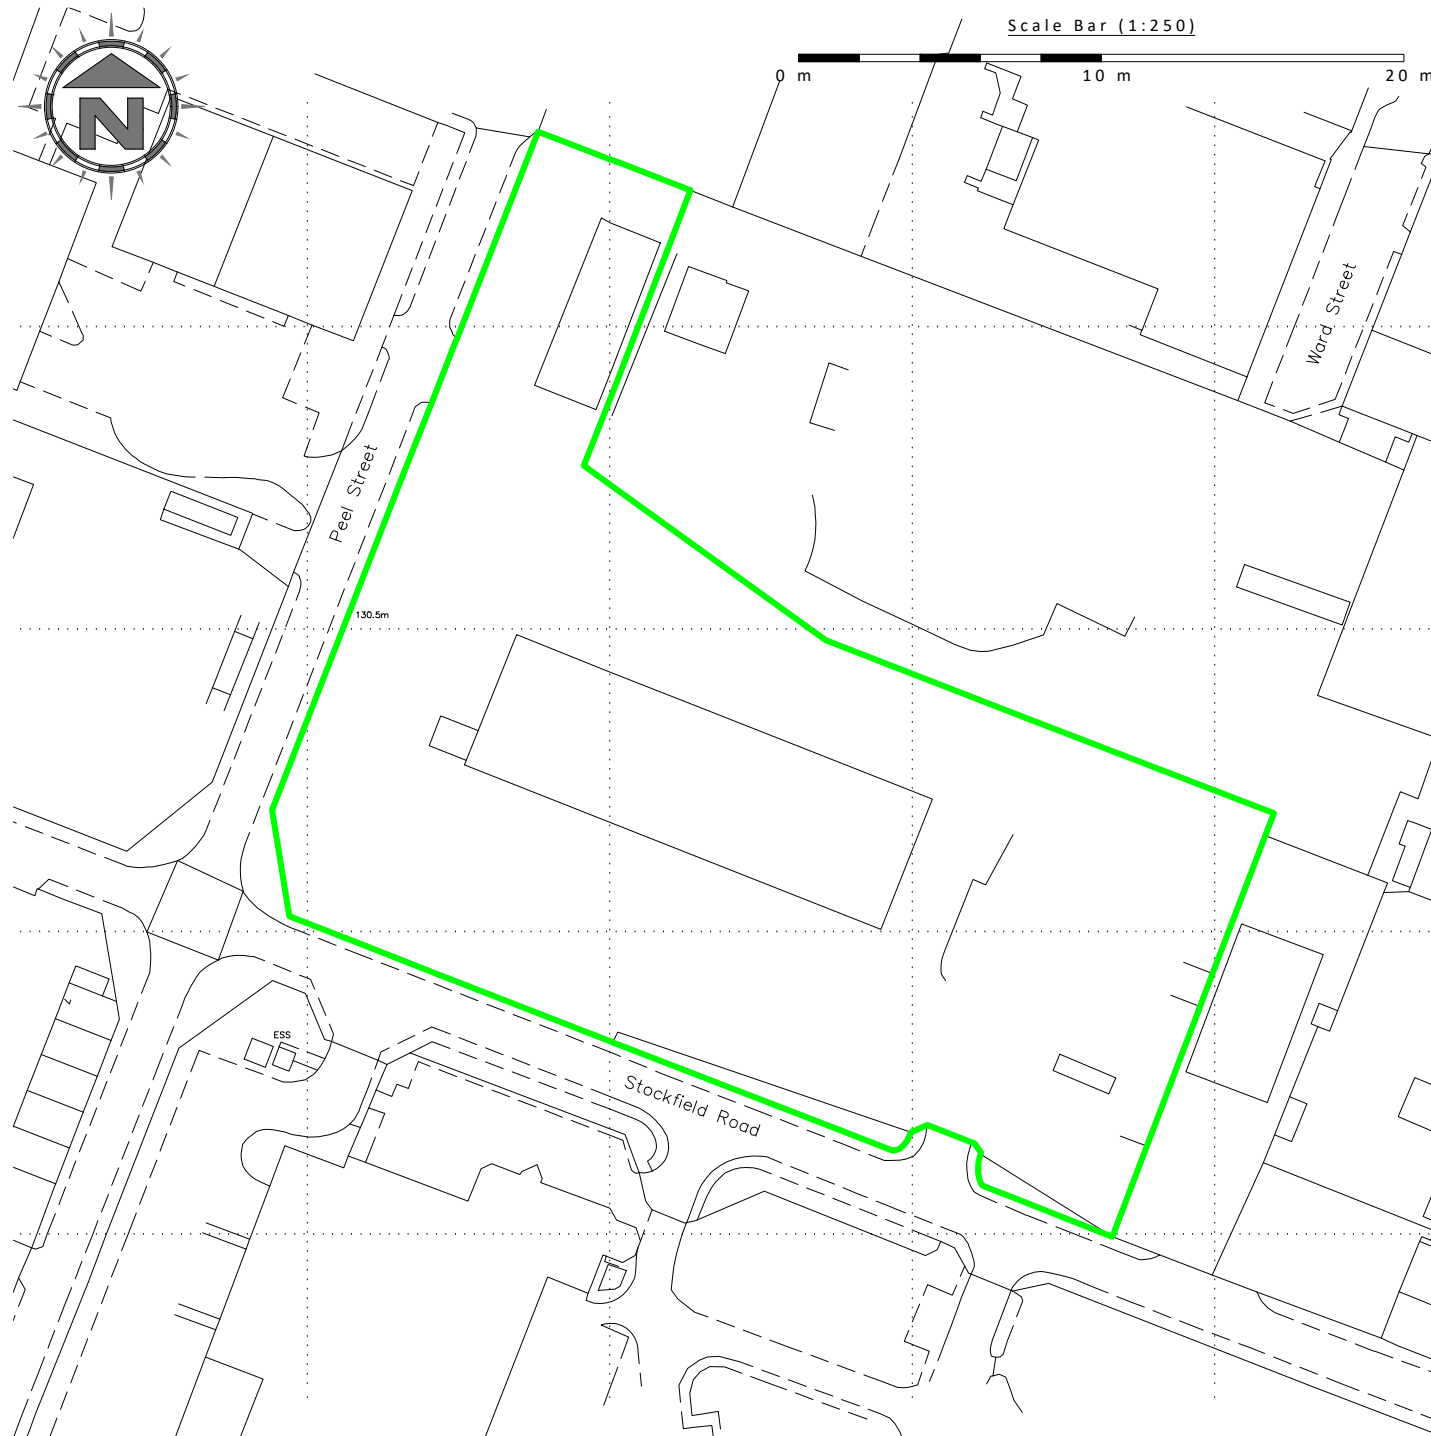 Scale Bar (1:250)
0 m 10 m 20 m
N
Ward Street
Peel Street
130.5m
ESS
Stockfield Road